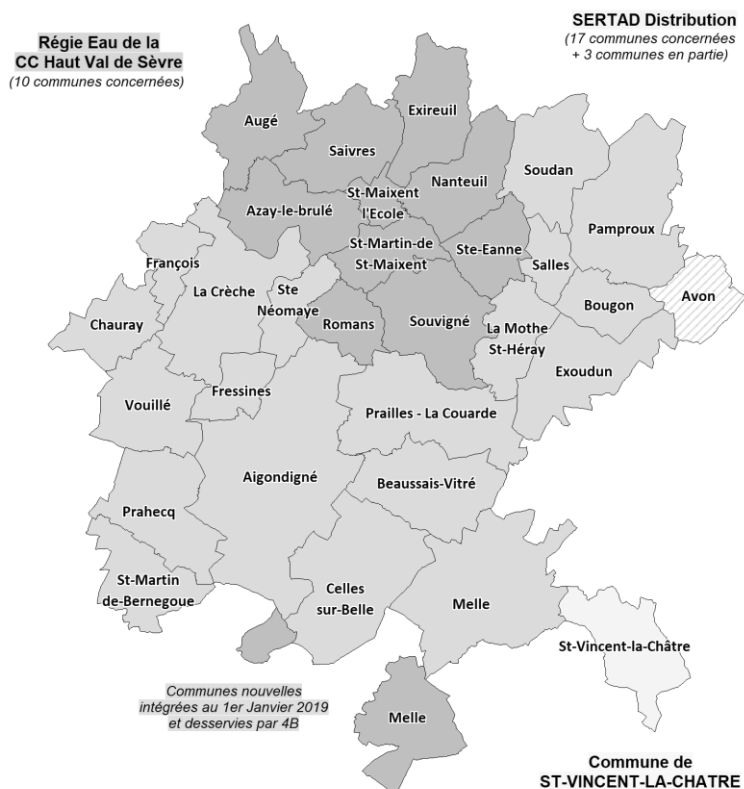 Régie Eau de la
CC Haut Val de Sèvre
(10 communes concernées)
SERTAD Distribution
(17 communes concernées
+ 3 communes en partie)
Augé
Saivres
Exireuil
Nanteuil
Soudan
Pamproux
Azay-le-brulé
St-Maixent
l'Ecole
St-Martin-de
St-Maixent
Ste-Eanne
Salles
François
La Crèche
Ste
Néomaye
Romans
Souvigné
La Mothe
St-Héray
Bougon
Avon
Chauray
Exoudun
Vouillé
Fressines
Prailles - La Couarde
Aigondigné
Beaussais-Vitré
Prahecq
St-Martin
de-Bernegoue
Celles
sur-Belle
Melle
St-Vincent-la-Châtre
Communes nouvelles
intégrées au 1er Janvier 2019
et desservies par 4B
Melle
Commune de
ST-VINCENT-LA-CHATRE